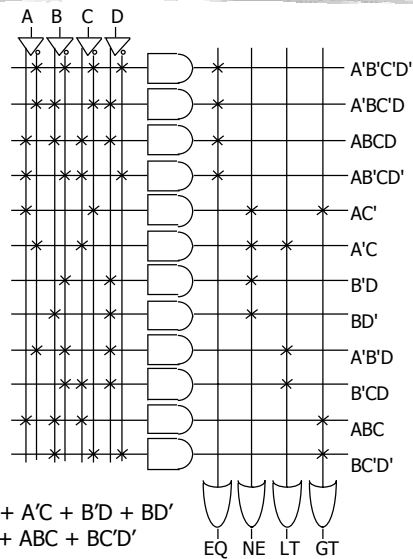 A B C D
A'B'C'D'
A'BC'D
ABCD
AB'CD'
AC'
A'C
B'D
BD'
A'B'D
B'CD
ABC
BC'D'
+ A'C + B'D + BD'
+ ABC + BC'D'
EQ NE LT GT